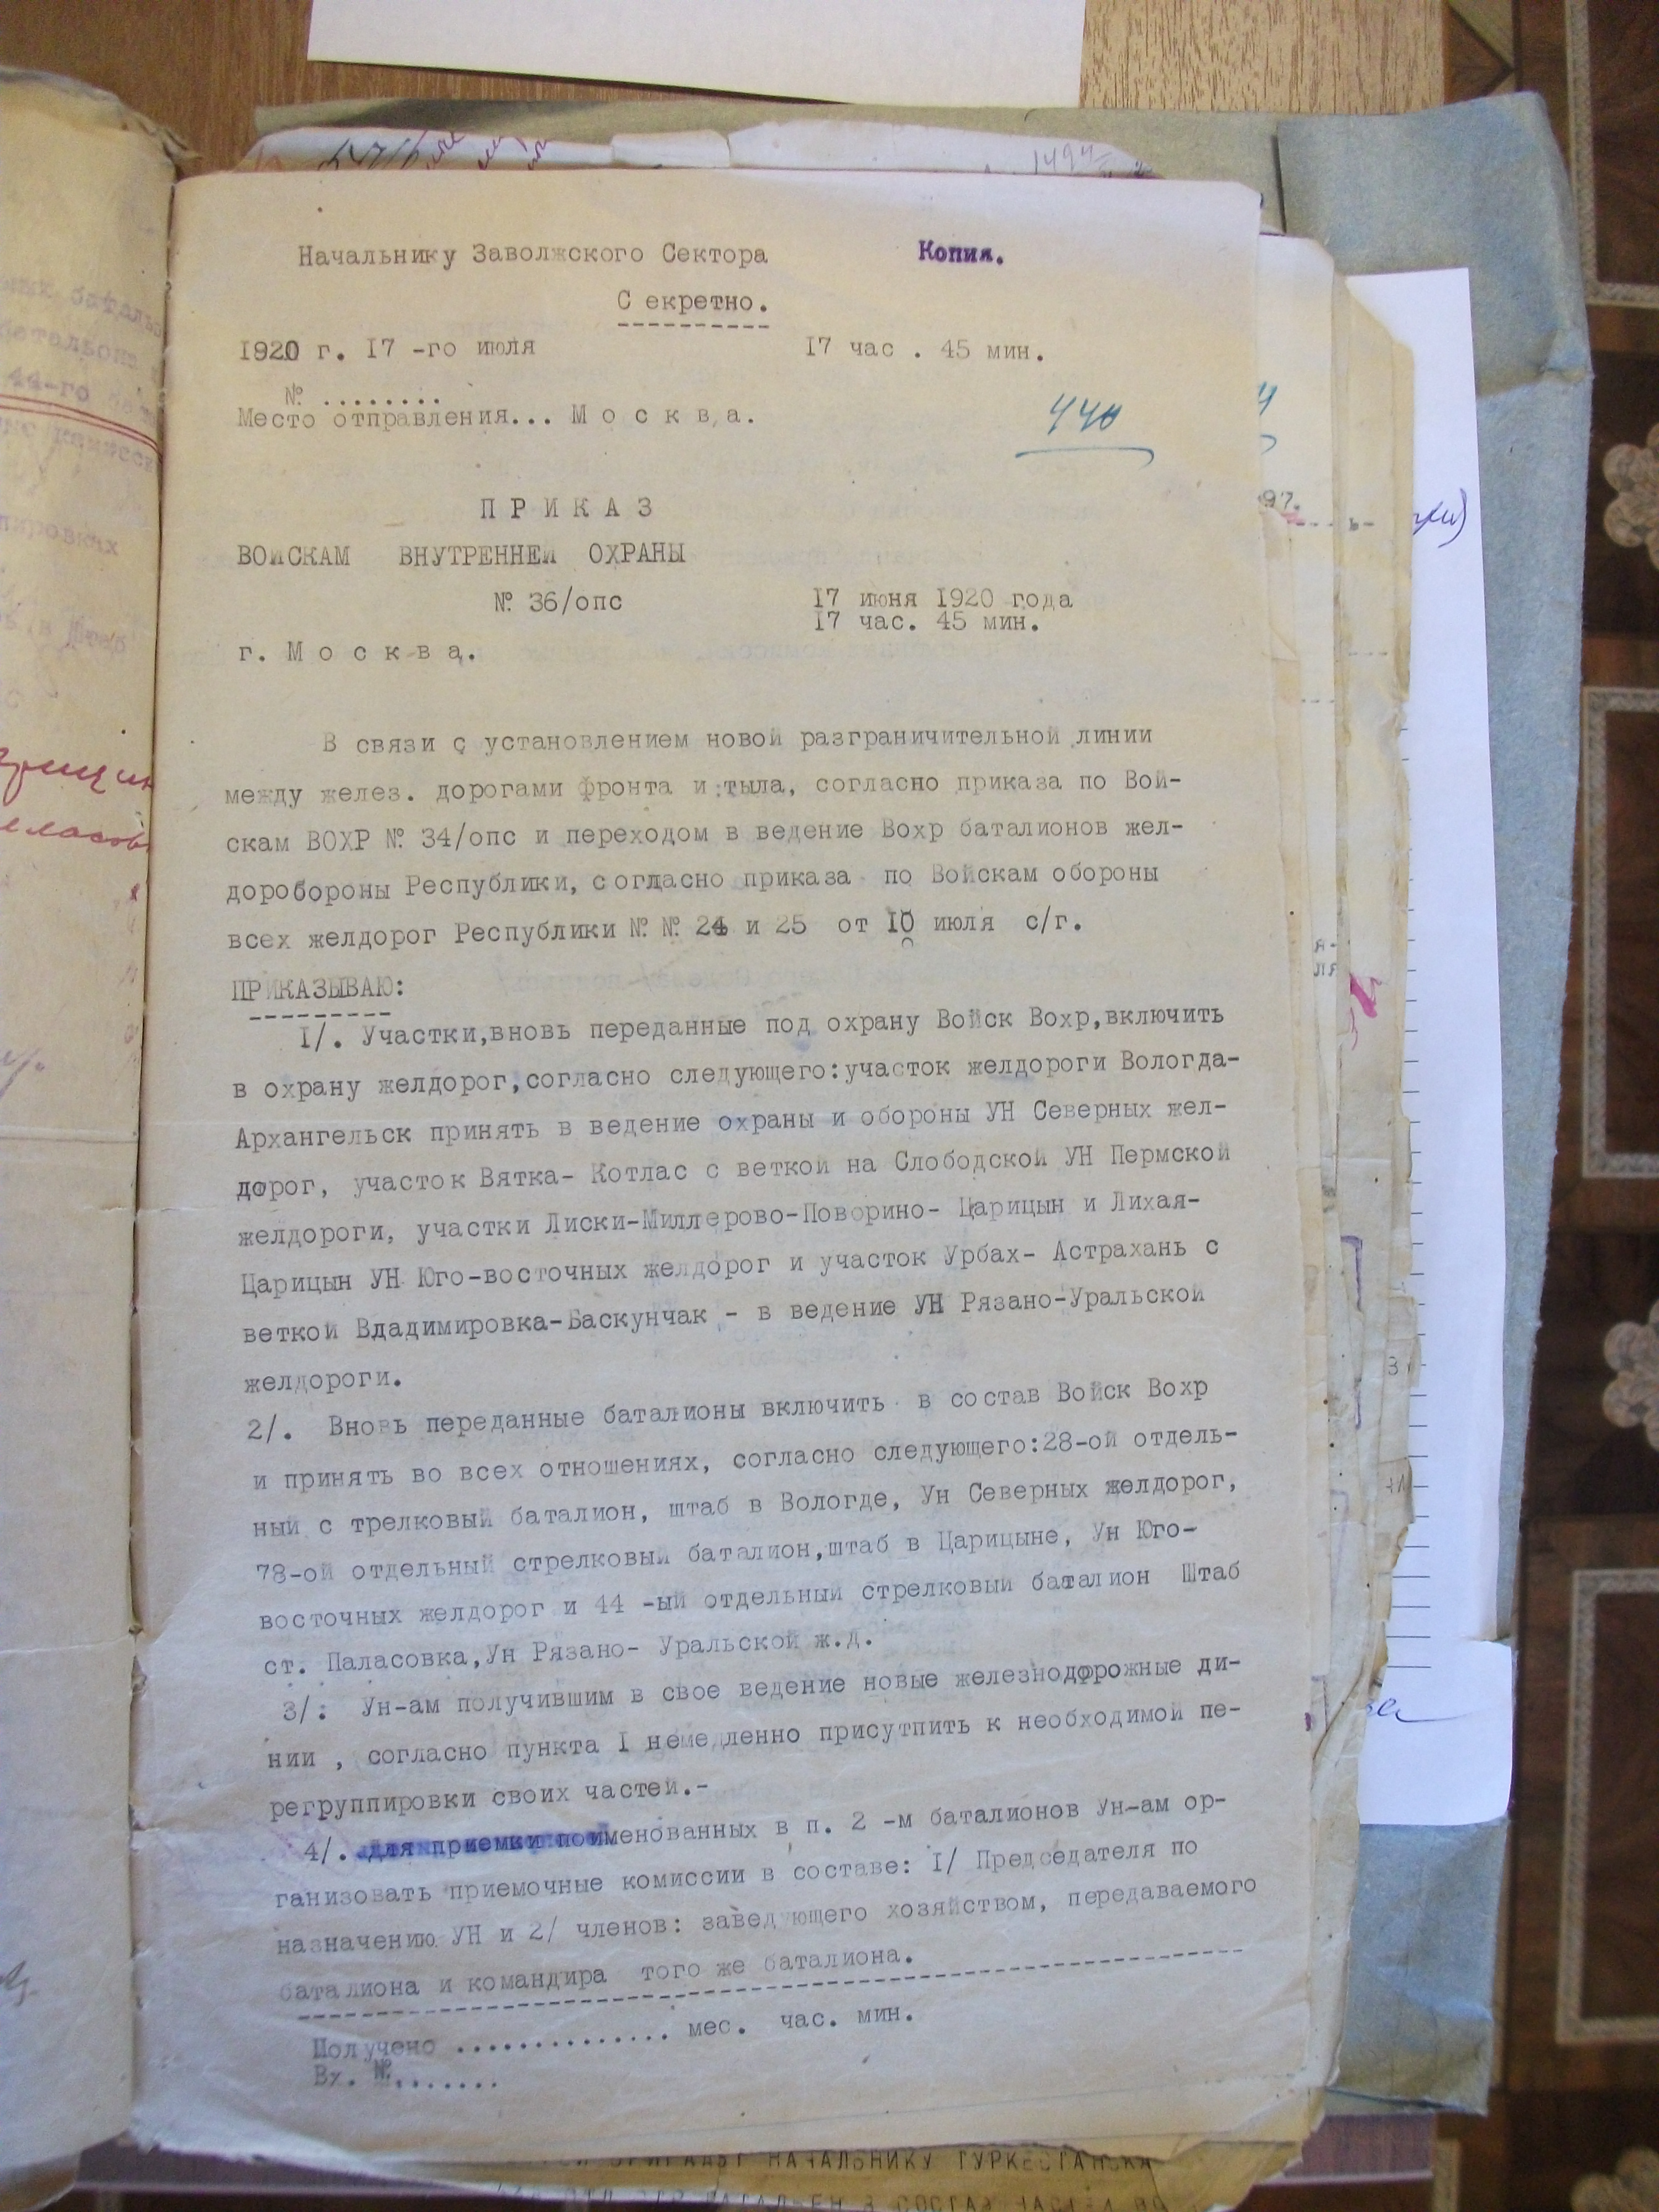 Начальнику Заволжского Сектора Копия.
С екретно.
1920 г. 17 -го июля 17 час . 45 мин.
№ ........
Место отправления... М о с к в а.
440
П Р И К А З
ВОЙСКАМ ВНУТРЕННЕЙ ОХРАНЫ
№ 36/опс 17 июня 1920 года
17 час. 45 мин.
г. М о с к в а.
В связи с установлением новой разграничительной линии
между желез. дорогами фронта и тыла, согласно приказа по Вой-
скам ВОХР № 34/опс и переходом в ведение Вохр баталионов жел-
доробороны Республики, согдасно приказа по Войскам обороны
всех желдорог Республики № № 24 и 25 от 10 июля с/г.
ПРИКАЗЫВАЮ:
I/. Участки,вновь переданные под охрану Войск Вохр,включить
в охрану желдорог,согласно следующего:участок желдороги Вологда-
Архангельск принять в ведение охраны и обороны УН Северных жел-
дорог, участок Вятка- Котлас с веткой на Слободской УН Пермской
желдороги, участки Лиски-Миллерово-Поворино- Царицын и Лихая-
Царицын УН Юго-восточных желдорог и участок Урбах- Астрахань с
веткой Вдадимировка-Баскунчак - в ведение УН Рязано-Уральской
желдороги.
2/. Вновь переданные баталионы включить в состав Войск Вохр
и принять во всех отношениях, согласно следующего:28-ой отдель-
ный с трелковый баталион, штаб в Вологде, Ун Северных желдорог,
78-ой отдельный стрелковый баталион,штаб в Царицыне, Ун Юго-
восточных желдорог и 44 -ый отдельный стрелковый баталион Штаб
ст. Паласовка,Ун Рязано- Уральской ж.д.
3/: Ун-ам получившим в свое ведение новые железнодорожные ди-
нии , согласно пункта I немедленно присутпить к необходимой пе-
регруппировки своих частей.-
4/. для приемки поименованных в п. 2 -м баталионов Ун-ам ор-
ганизовать приемочные комиссии в составе: I/ Председателя по
назначению УН и 2/ членов: заведующего хозяйством, передаваемого
баталиона и командира того же баталиона.
Получено .............. мес. час. мин.
Вх. №.......
НАЧАЛЬНИКУ ТУРКЕСТАНСКА